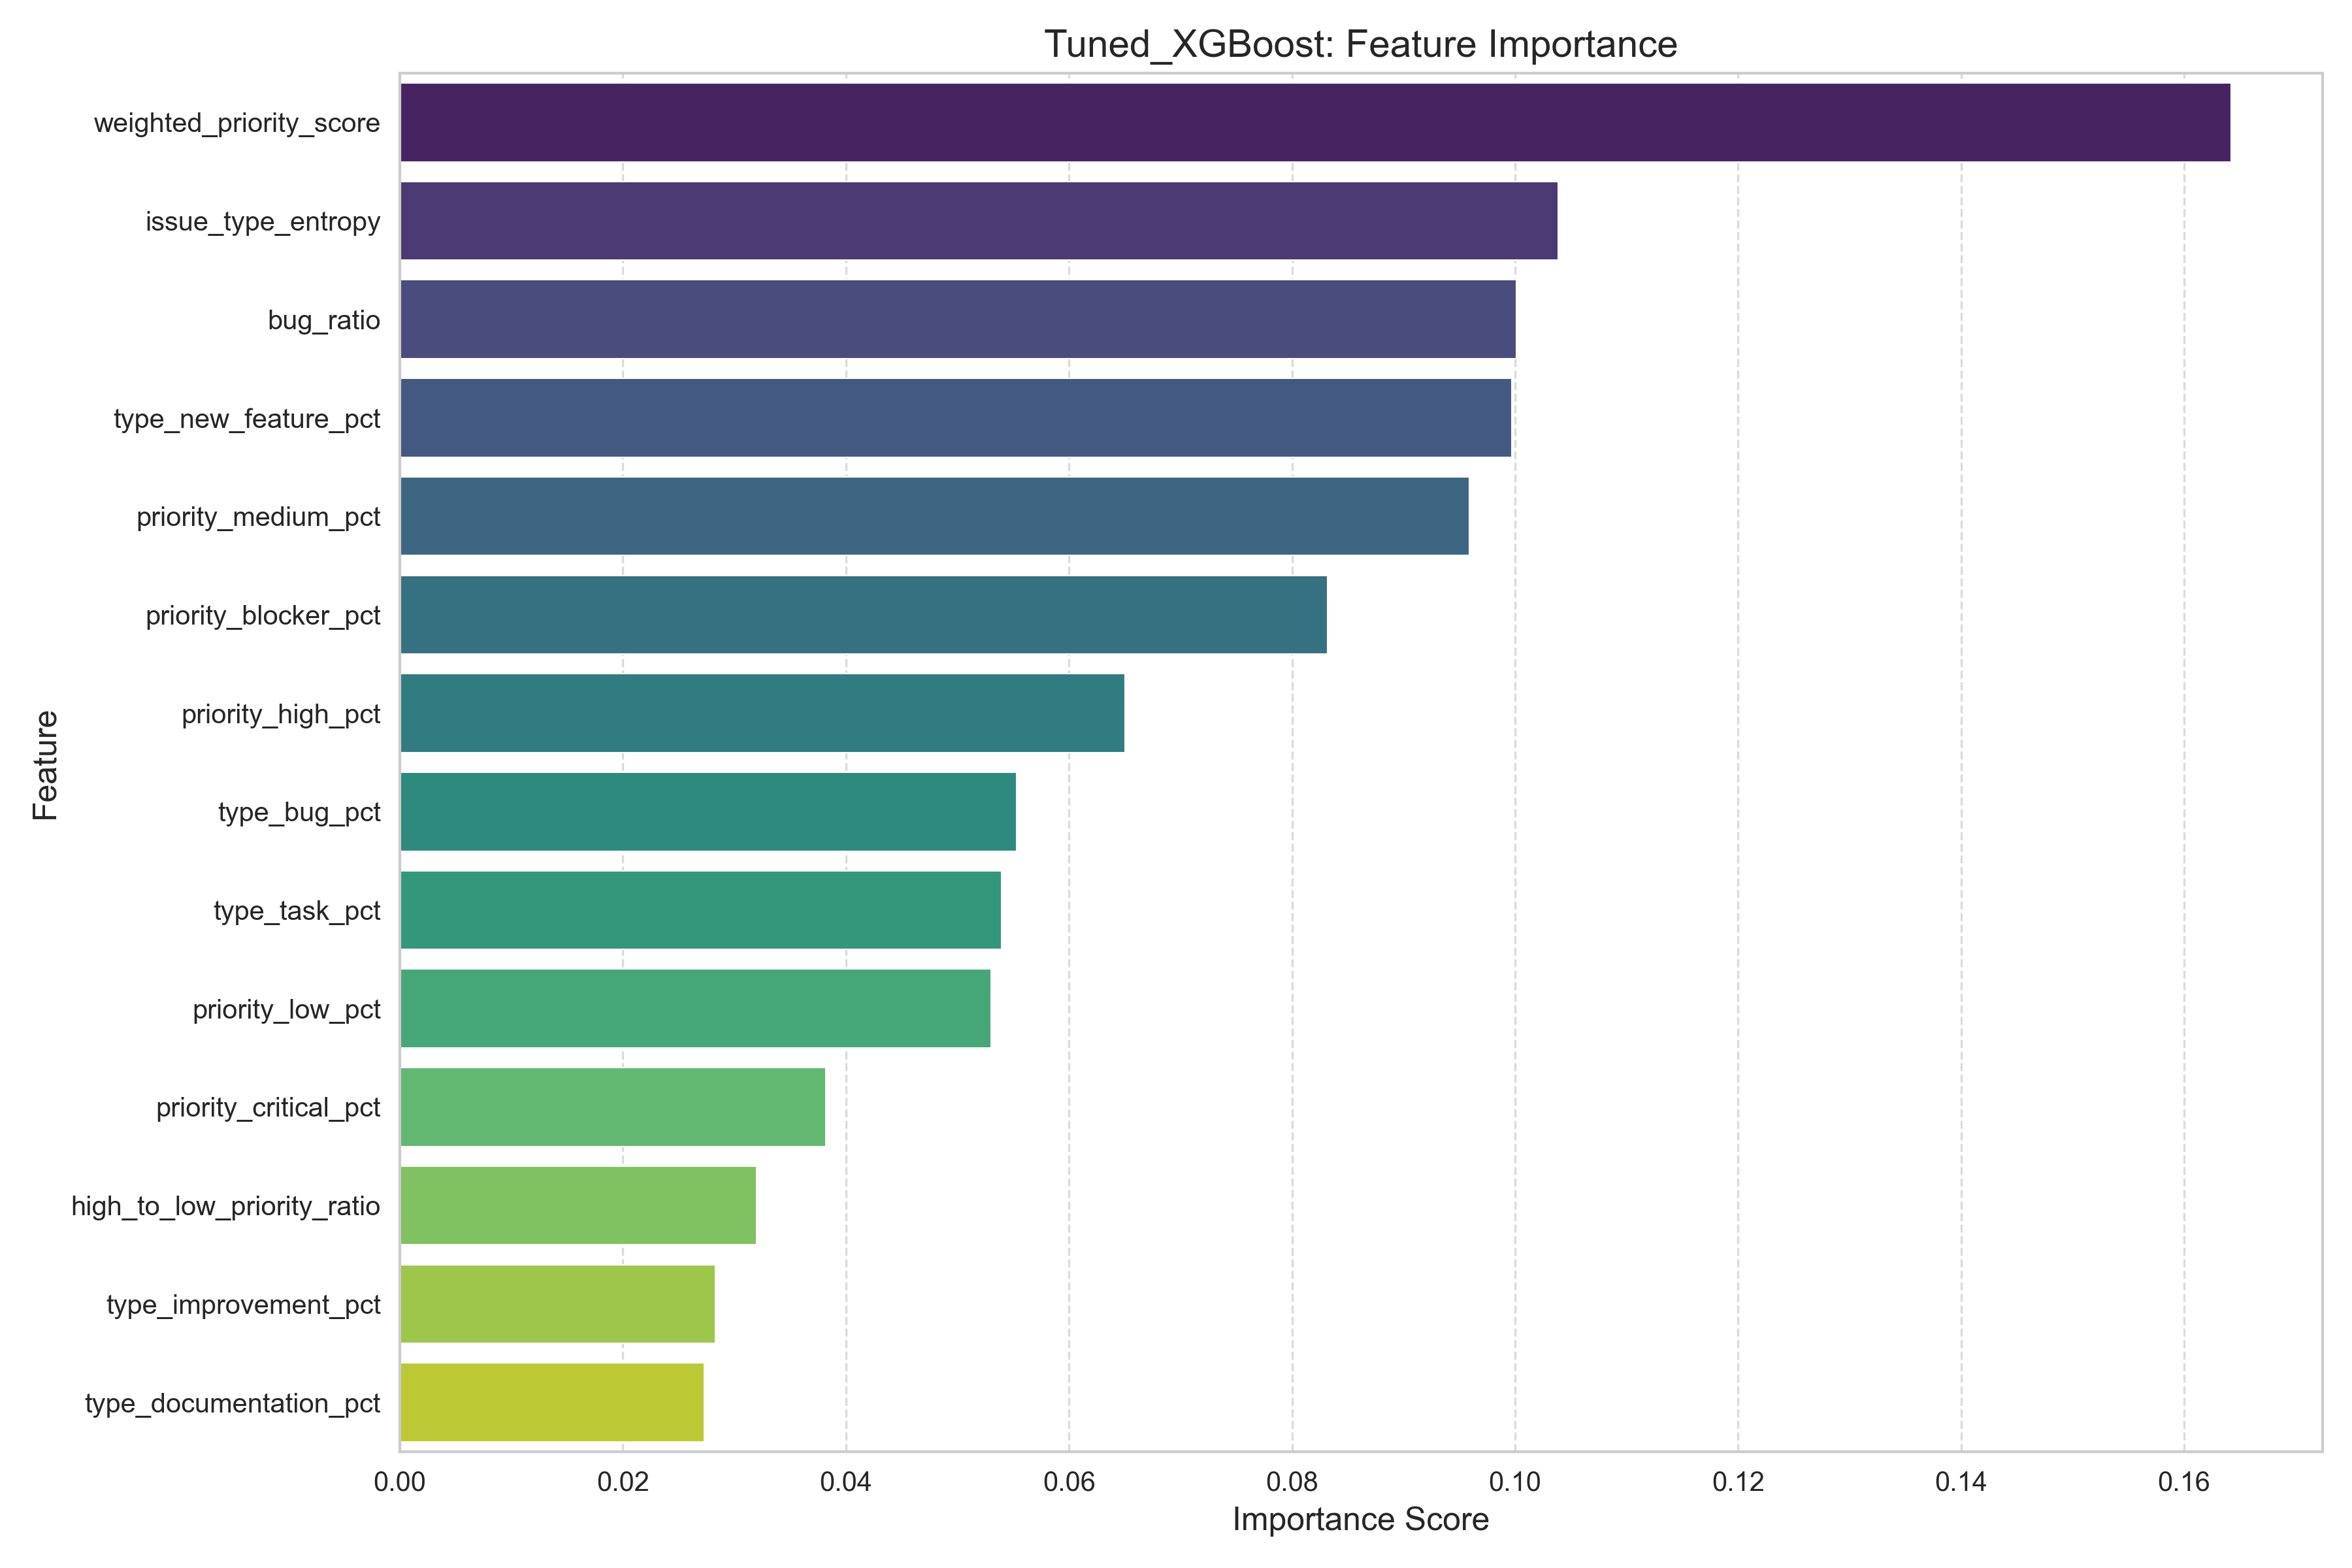 Tuned_XGBoost: Feature Importance
weighted_priority_score
issue_type_entropy
bug_ratio
type_new_feature_pct
priority_medium_pct
priority_blocker_pct
priority_high_pct
type_bug_pct
type_task_pct
priority_low_pct
priority_critical_pct
high_to_low_priority_ratio
type_improvement_pct
type_documentation_pct
Feature
0.00 0.02 0.04 0.06 0.08 0.10 0.12 0.14 0.16
Importance Score